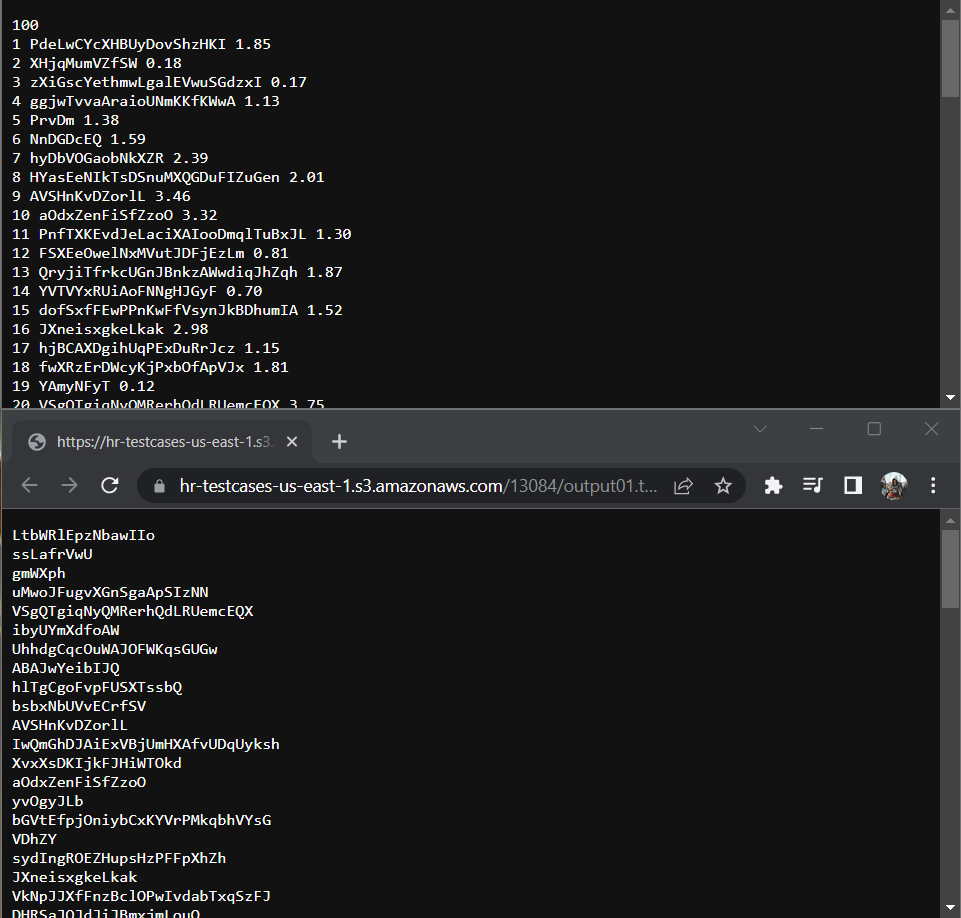 100
1 PdeLwCYcXHBUyDovShzHKI 1.85
2 XHjqMumVZfSW 0.18
3 zXiGscYethmwLgalEVwuSGdzxI 0.17
4 ggjwTvvaAraioUNmKKfKWwA 1.13
5 PrvDm 1.38
6 NnDGDcEQ 1.59
7 hyDbVOGaobNkXZR 2.39
8 HYasEeNIkTsDSnuMXQGDuFIZuGen 2.01
9 AVSHnKvDZorlL 3.46
10 aOdxZenFiSfZzoO 3.32
11 PnfTXKEvdJeLaciXAIooDmqlTuBxJL 1.30
12 FSXEeOwelNxMVutJDFjEzLm 0.81
13 QryjiTfrkcUGnJBnkzAWwdiqJhZqh 1.87
14 YVTVYxRUiAoFNNgHJGyF 0.70
15 dofSxfFEwPPnKwFfVsynJkBDhumIA 1.52
16 JXneisxgkeLkak 2.98
17 hjBCAXDgihUqPExDuRrJcz 1.15
18 fwXRzErDWcyKjPxbOfApVJx 1.81
19 YAmyNFyT 0.12
20 VSgQTgiqNyQMRerhQdLRUemcEQX 3.75
https://hr-testcases-us-east-1.s3.
hr-testcases-us-east-1.s3.amazonaws.com/13084/output01.t...
LtbWRlEpzNbawIIo
ssLafrVwU
gmWXph
uMwoJFugvXGnSgaApSIzNN
VSgQTgiqNyQMRerhQdLRUemcEQX
ibyUYmXdfoAW
UhhdgCqcOuWAJOFWKqsGUGw
ABAJwYeibIJQ
hlTgCgoFvpFUSXTssbQ
bsbxNbUVvECrfSV
AVSHnKvDZorlL
IwQmGhDJAiExVBjUmHXAfvUDqUyksh
XvxXsDKIjkFJHiWTOkd
aOdxZenFiSfZzoO
yvOgyJLb
bGVtEfpjOniybCxKYVrPMkqbhVYsG
VDhZY
sydIngROEZHupsHzPFFpXhZh
JXneisxgkeLkak
VkNpJJXfFnzBclOPwIvdabTxqSzFJ